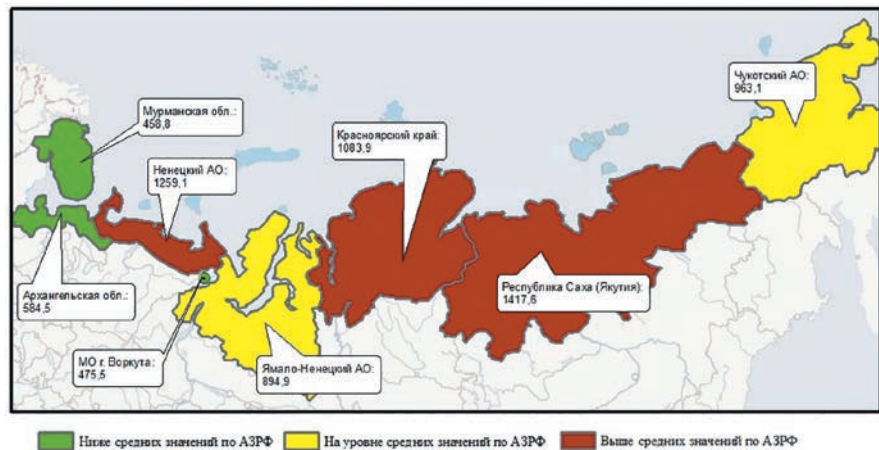 Чукотский АО:
963,1
Мурманская обл.:
458,8
Красноярский край:
1083,9
Ненецкий АО:
1259,1
Республика Саха (Якутия):
1417,6
Архангельская обл.:
584,5
МО г. Воркута:
475,5
Ямало-Ненецкий АО:
894,9
Ниже средних значений по АЗРФ
На уровне средних значений по АЗРФ
Выше средних значений по АЗРФ